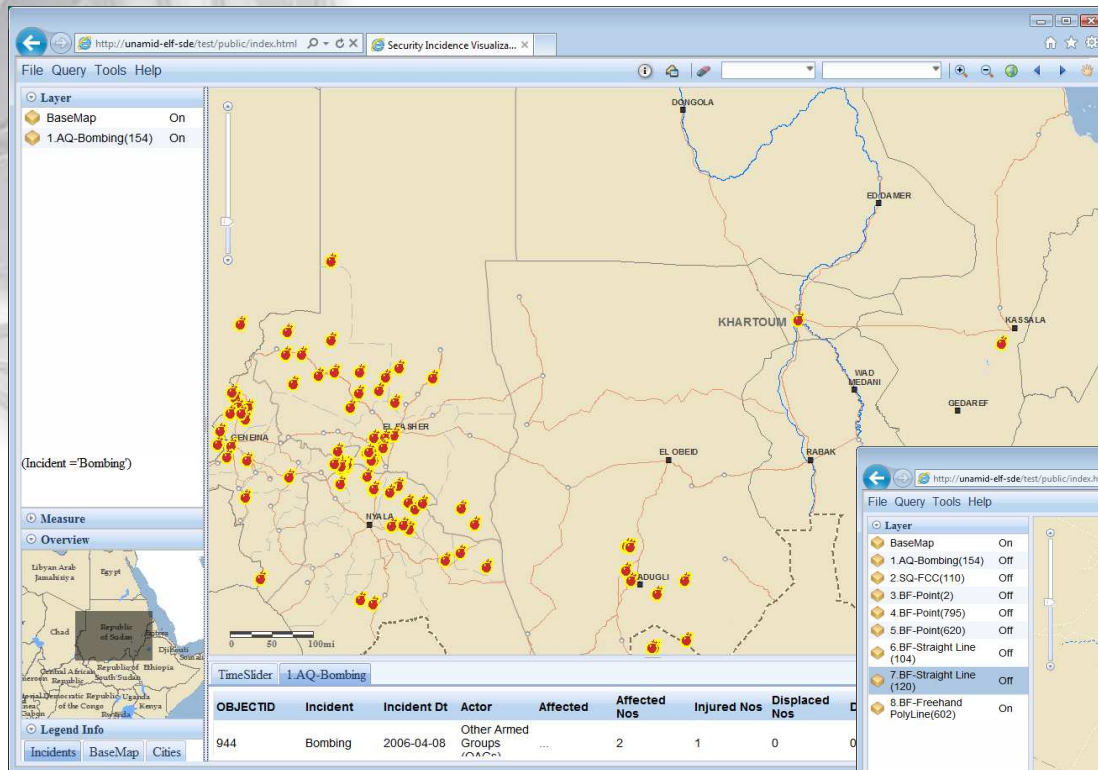 http://unamid-elf-sde/test/public/index.html
Security Incidence Visualiza...
File Query Tools Help
Layer
BaseMap On
1.AQ-Bombing(154) On
(Incident ='Bombing')
Measure
Overview
Libyan Arab
Jamahiriya
Egypt
Chad
Republic
of Sudan
Eritrea
Djibouti
Somali
Central African
Republic
Republic of
South Sudan
Ethiopia
Democratic Republic
of the Congo
Uganda
Kenya
Rwanda
Legend Info
Incidents BaseMap Cities
DONGOLA
ED DAMER
KHARTOUM
KASSALA
WAD
MEDANI
GEDAREF
EL FASHER
GENEINA
EL OBEID
RABAK
NYALA
ADUGLI
0 50 100mi
TimeSlider 1.AQ-Bombing
OBJECTID Incident Incident Dt Actor Affected Affected Nos Injured Nos Displaced Nos D
944 Bombing 2006-04-08 Other Armed Groups (OAGs) ... 2 1 0 0
http://unamid-elf-sde/test/public/index.h
File Query Tools Help
Layer
BaseMap On
1.AQ-Bombing(154) Off
2.SQ-FCC(110) Off
3.BF-Point(2) Off
4.BF-Point(795) Off
5.BF-Point(620) Off
6.BF-Straight Line
(104) Off
7.BF-Straight Line
(120) Off
8.BF-Freehand
PolyLine(602) On